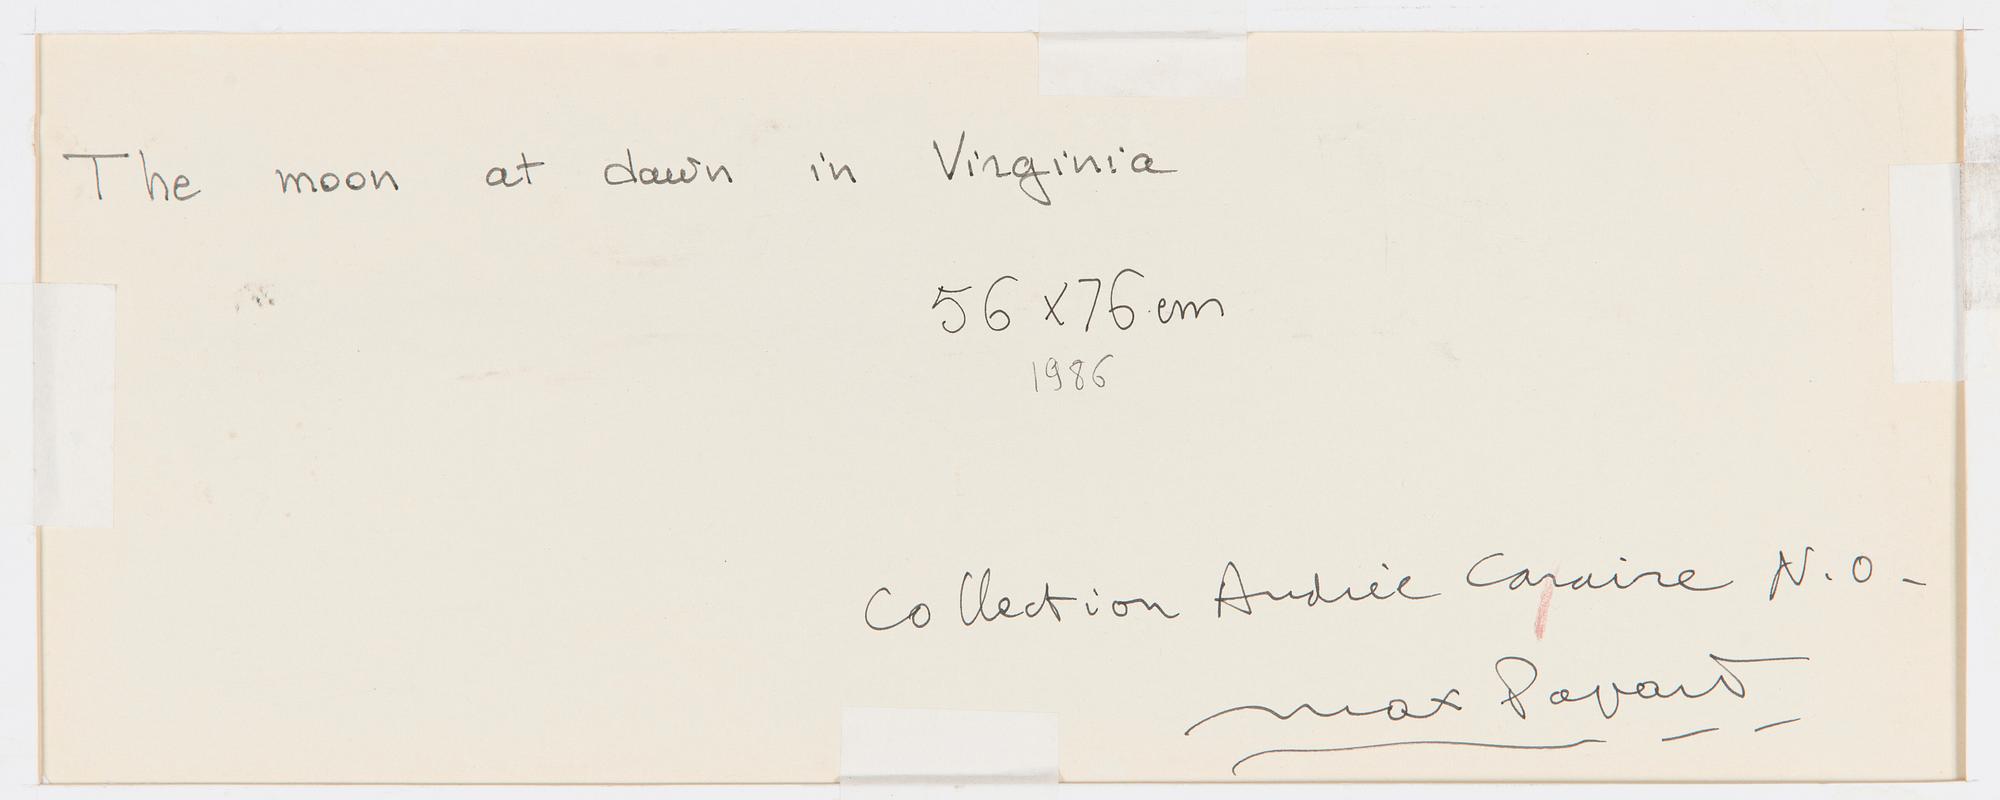 The moon at dawn in Virginia
56 x 76 cm
1986
Collection Andrée Caraire N.O-
Max Papart